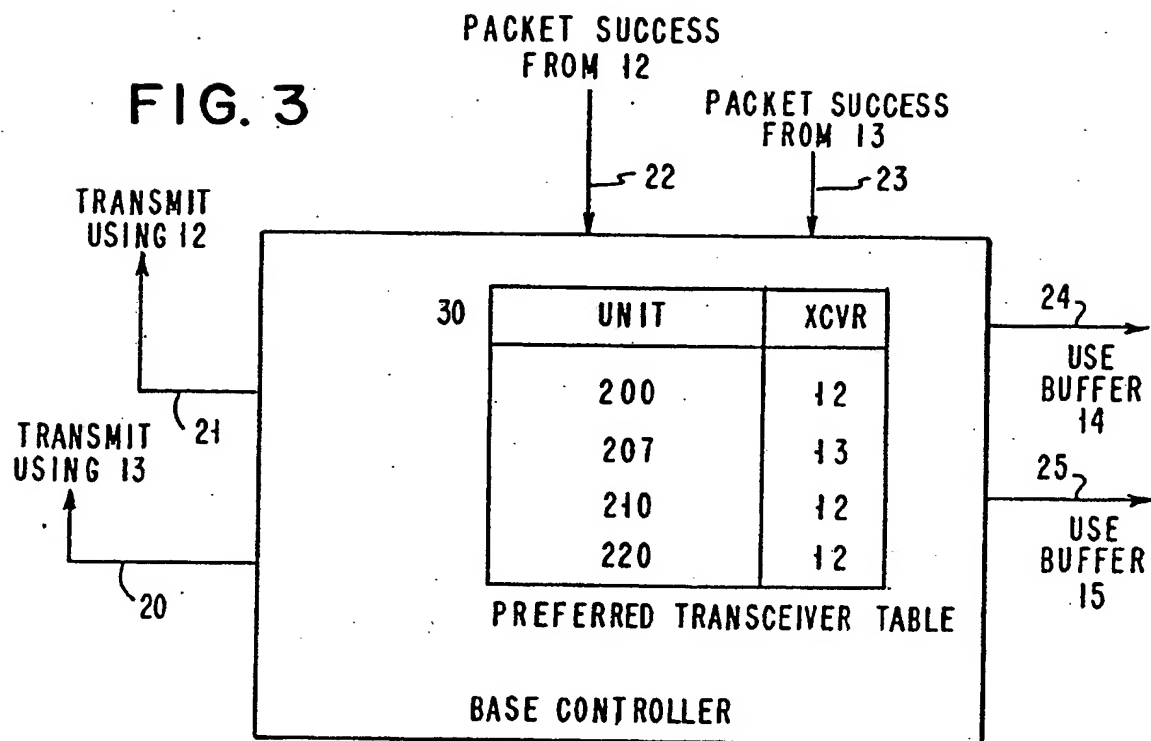 PACKET SUCCESS
FROM 12
FIG. 3
PACKET SUCCESS
FROM 13
22
23
TRANSMIT
USING 12
21
TRANSMIT
USING 13
20
30
UNIT XCVR
200 12
207 13
210 12
220 12
PREFERRED TRANSCEIVER TABLE
BASE CONTROLLER
24
USE
BUFFER
14
25
USE
BUFFER
15